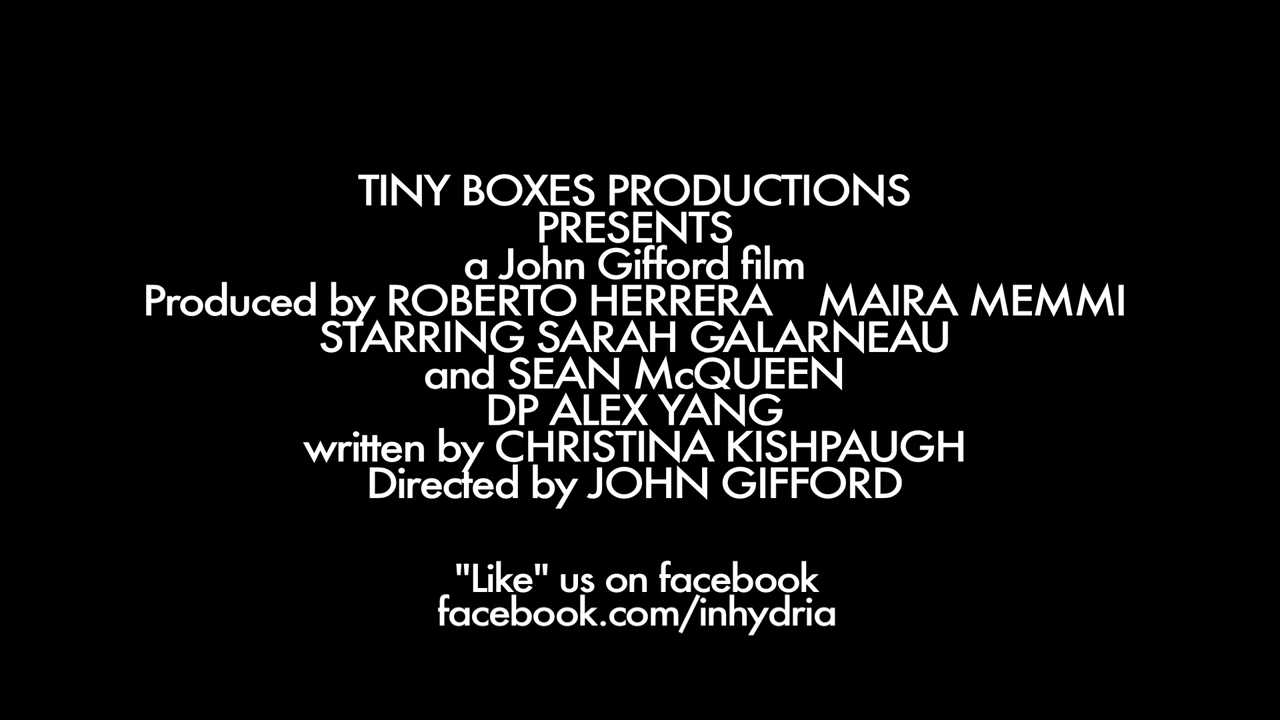 TINY BOXES PRODUCTIONS
PRESENTS
a John Gifford film
Produced by ROBERTO HERRERA MAIRA MEMMI
STARRING SARAH GALARNEAU
and SEAN McQUEEN
DP ALEX YANG
written by CHRISTINA KISHPAUGH
Directed by JOHN GIFFORD
"Like" us on facebook
facebook.com/inhydria